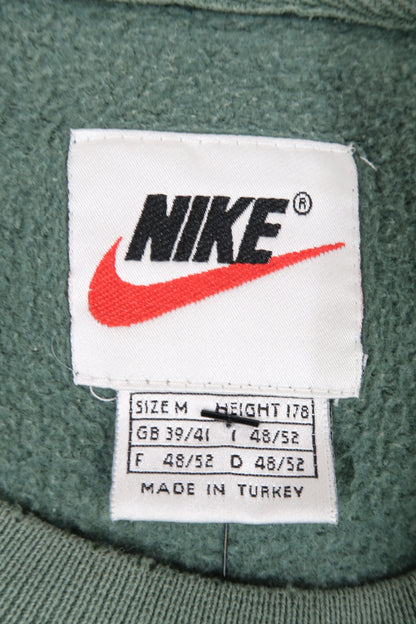 NIKE®
SIZE M HEIGHT 178
GB 39/41 I 48/52
F 48/52 D 48/52
MADE IN TURKEY